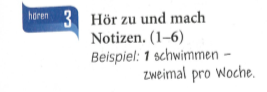 hören 3 Hör zu und mach
Notizen. (1–6)
Beispiel: 1 schwimmen –
zweimal pro Woche.